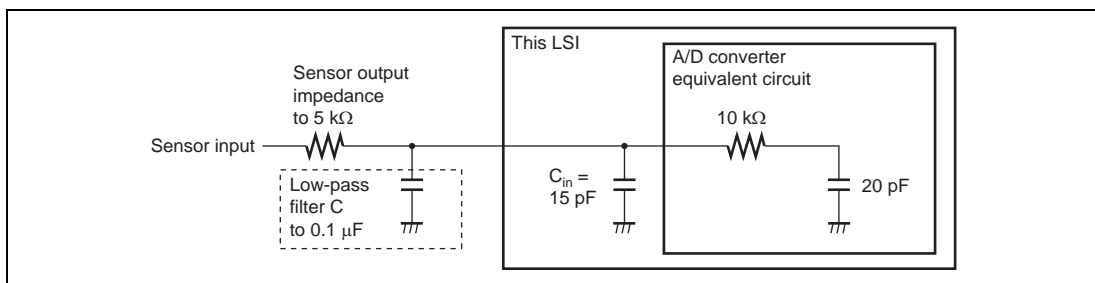 This LSI
A/D converter
equivalent circuit
Sensor output
impedance
to 5 kΩ
10 kΩ
Sensor input
Low-pass
filter C
to 0.1 μF
Cin =
15 pF
20 pF